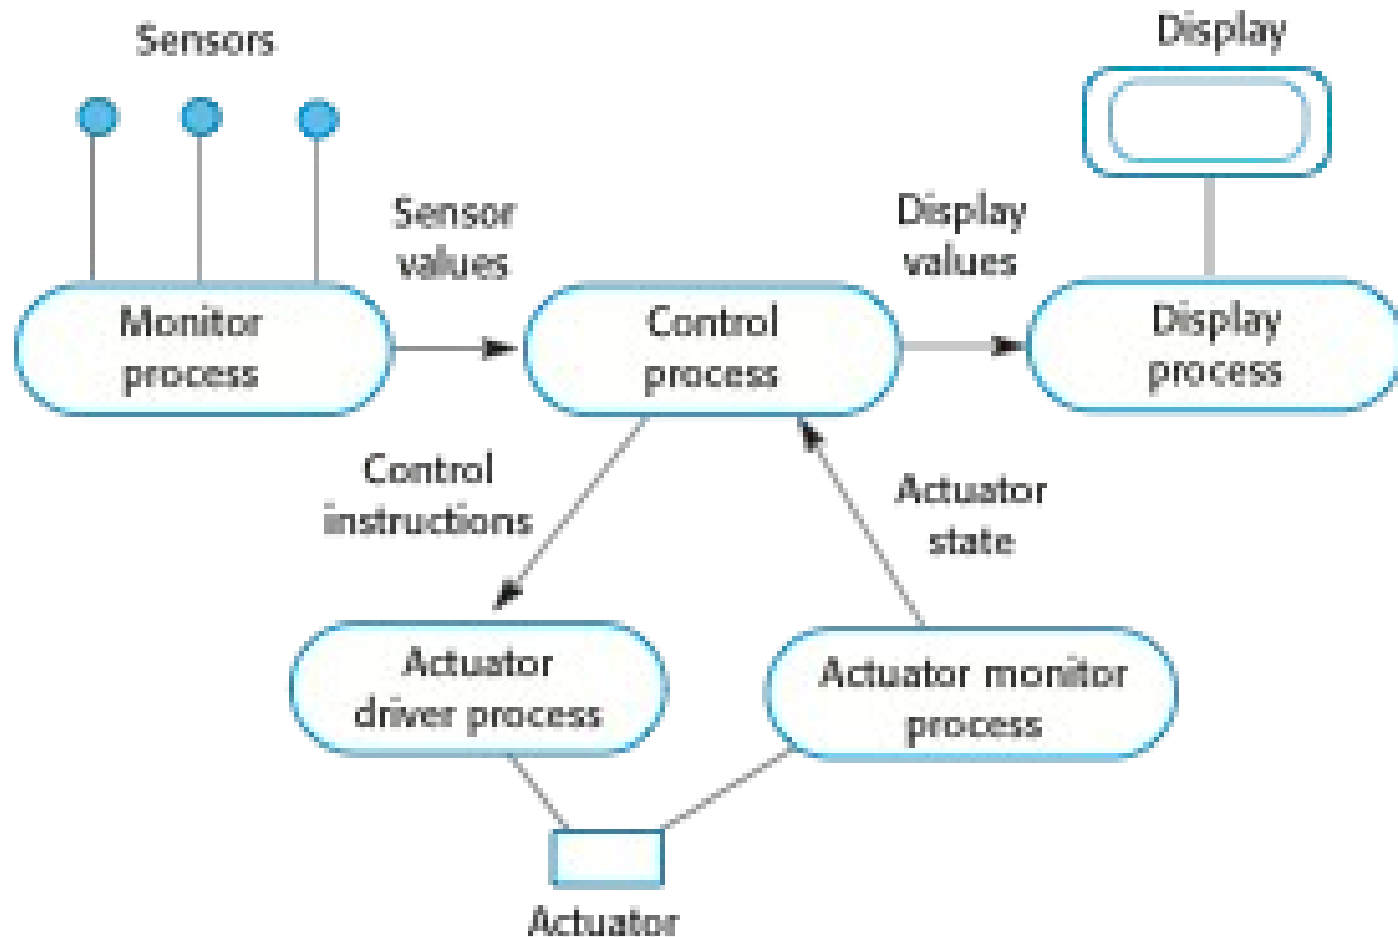 Sensors
Display
Sensor
values
Display
values
Monitor
process
Control
process
Display
process
Control
instructions
Actuator
state
Actuator
driver process
Actuator monitor
process
Actuator